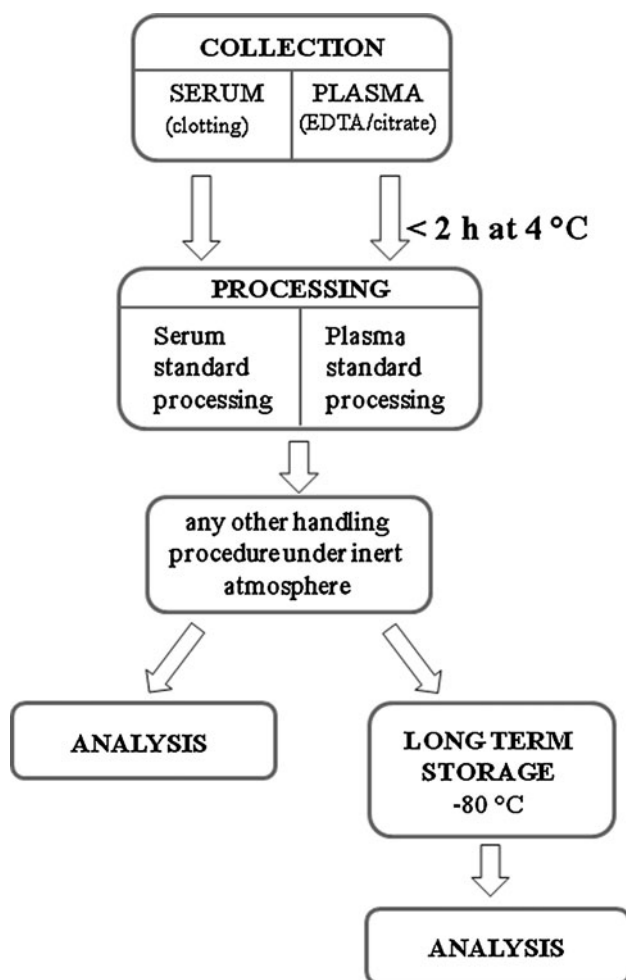 COLLECTION
SERUM
(clotting)
PLASMA
(EDTA/citrate)
< 2 h at 4 °C
PROCESSING
Serum
standard
processing
Plasma
standard
processing
any other handling
procedure under inert
atmosphere
ANALYSIS
LONG TERM
STORAGE
-80 °C
ANALYSIS